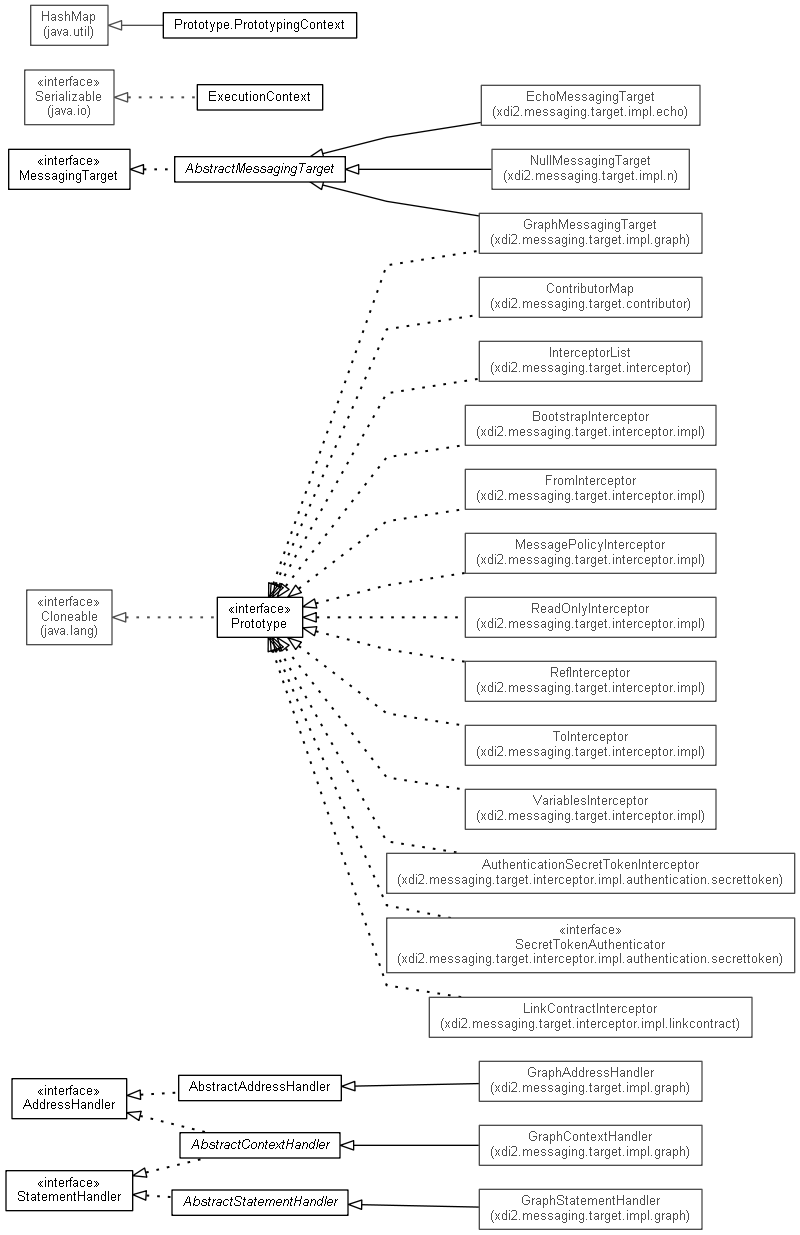 HashMap
(java.util)
Prototype.PrototypingContext
«interface»
Serializable
(java.io)
ExecutionContext
EchoMessagingTarget
(xdi2.messaging.target.impl.echo)
«interface»
MessagingTarget
AbstractMessagingTarget
NullMessagingTarget
(xdi2.messaging.target.impl.n)
GraphMessagingTarget
(xdi2.messaging.target.impl.graph)
ContributorMap
(xdi2.messaging.target.contributor)
InterceptorList
(xdi2.messaging.target.interceptor)
BootstrapInterceptor
(xdi2.messaging.target.interceptor.impl)
FromInterceptor
(xdi2.messaging.target.interceptor.impl)
MessagePolicyInterceptor
(xdi2.messaging.target.interceptor.impl)
«interface»
Cloneable
(java.lang)
«interface»
Prototype
ReadOnlyInterceptor
(xdi2.messaging.target.interceptor.impl)
RefInterceptor
(xdi2.messaging.target.interceptor.impl)
ToInterceptor
(xdi2.messaging.target.interceptor.impl)
VariablesInterceptor
(xdi2.messaging.target.interceptor.impl)
AuthenticationSecretTokenInterceptor
(xdi2.messaging.target.interceptor.impl.authentication.secrettoken)
«interface»
SecretTokenAuthenticator
(xdi2.messaging.target.interceptor.impl.authentication.secrettoken)
LinkContractInterceptor
(xdi2.messaging.target.interceptor.impl.linkcontract)
«interface»
AddressHandler
AbstractAddressHandler
GraphAddressHandler
(xdi2.messaging.target.impl.graph)
AbstractContextHandler
GraphContextHandler
(xdi2.messaging.target.impl.graph)
«interface»
StatementHandler
AbstractStatementHandler
GraphStatementHandler
(xdi2.messaging.target.impl.graph)